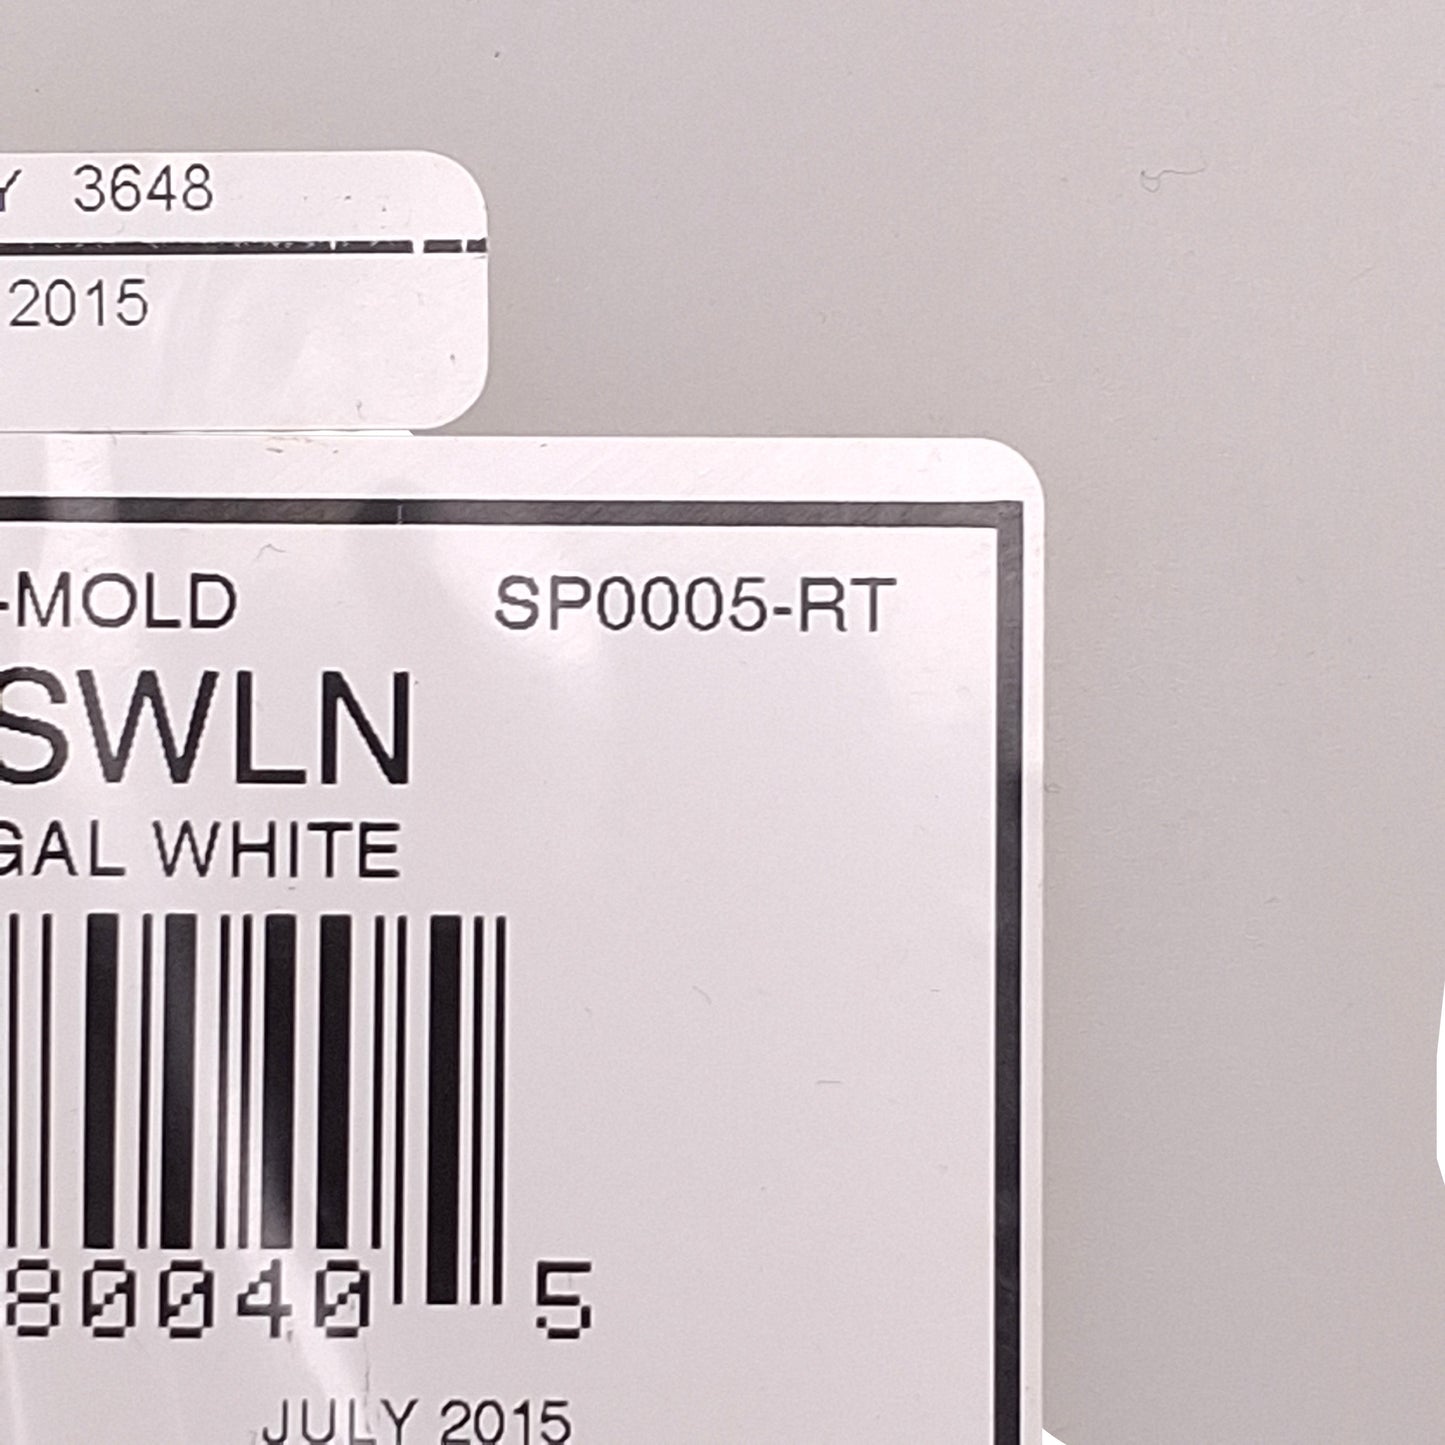 Y 3648
2015
-MOLD SP0005-RT
SWLN
GAL WHITE
80040 5
JULY 2015